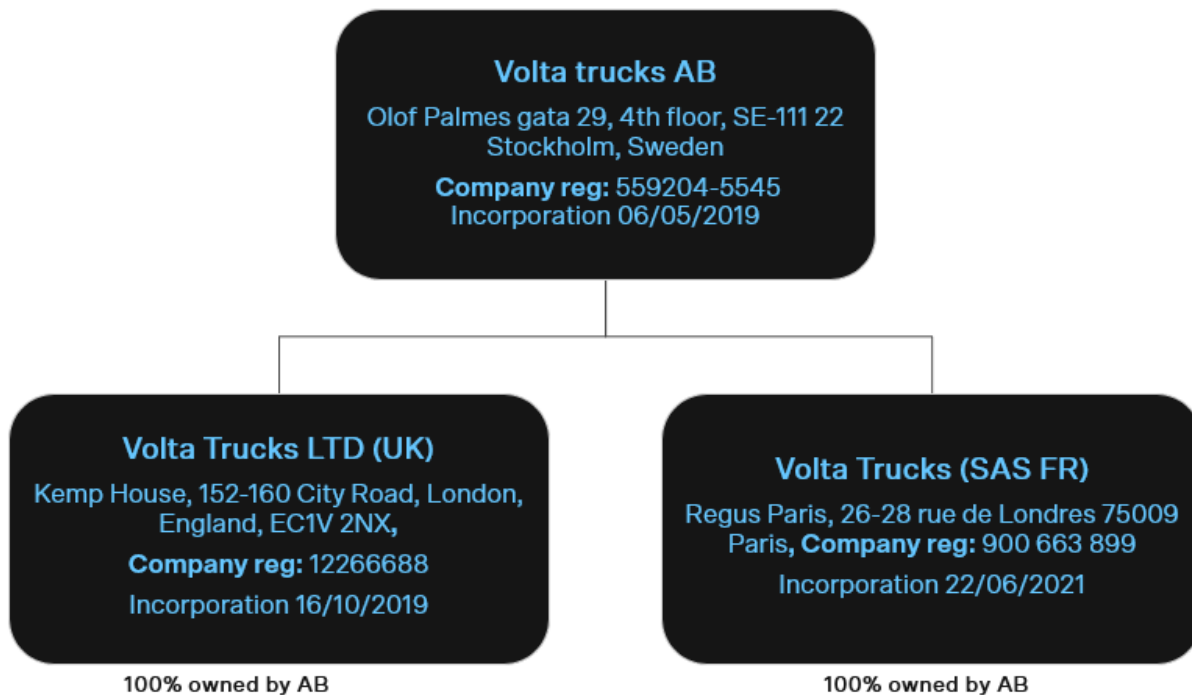 Volta trucks AB
Olof Palmes gata 29, 4th floor, SE-111 22
Stockholm, Sweden
Company reg: 559204-5545
Incorporation 06/05/2019
Volta Trucks LTD (UK)
Kemp House, 152-160 City Road, London,
England, EC1V 2NX,
Company reg: 12266688
Incorporation 16/10/2019
100% owned by AB
Volta Trucks (SAS FR)
Regus Paris, 26-28 rue de Londres 75009
Paris, Company reg: 900 663 899
Incorporation 22/06/2021
100% owned by AB